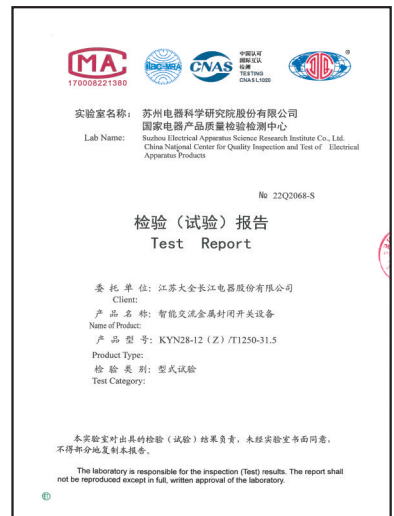 MA
170008221380
ilac-MRA
CNAS
中国认可
国际互认
检测
TESTING
CNAS L1020
实验室名称： 苏州电器科学研究院股份有限公司
国家电器产品质量检验检测中心
Lab Name: Suzhou Electrical Apparatus Science Research Institute Co., Ltd.
China National Center for Quality Inspection and Test of Electrical
Apparatus Products
№ 22Q2068-S
检验（试验）报告
Test Report
委 托 单 位：江苏大全长江电器股份有限公司
Client:
产 品 名 称：智能交流金属封闭开关设备
Name of Product:
产 品 型 号：KYN28-12（Z）/T1250-31.5
Product Type:
检 验 类 别：型式试验
Test Category:
本实验室对出具的检验（试验）结果负责，未经实验室书面同意，
不得部分地复制本报告。
The laboratory is responsible for the inspection (Test) results. The report shall
not be reproduced except in full, written approval of the laboratory.